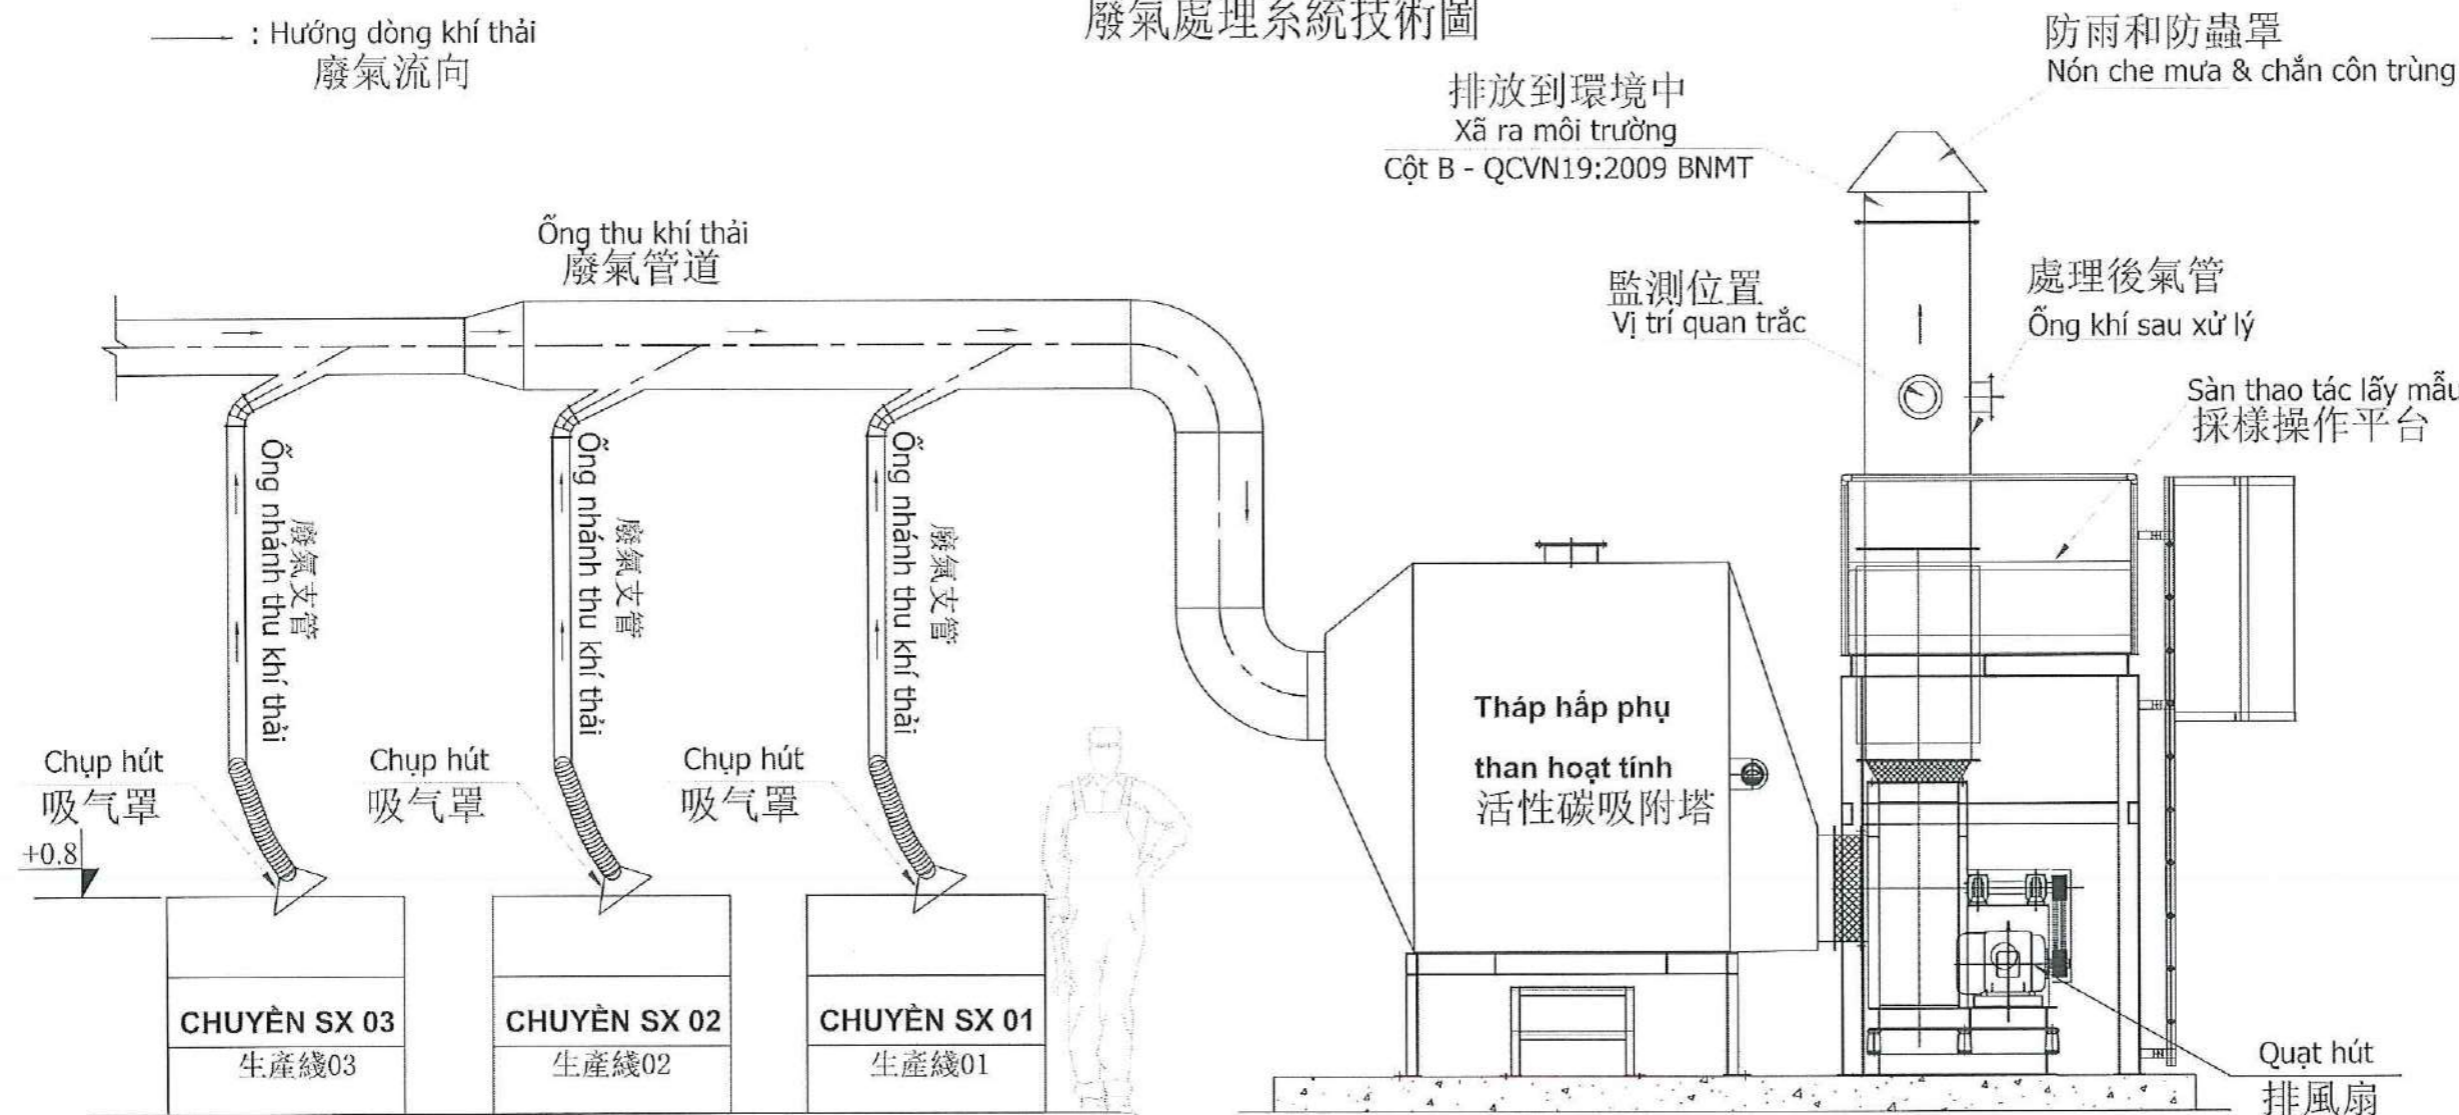 廢氣處理系統技術圖
: Hướng dòng khí thải
廢氣流向
防雨和防蟲罩
Nón che mưa & chắn côn trùng
排放到環境中
Xã ra môi trường
Cột B - QCVN19:2009 BNMT
Ống thu khí thải
廢氣管道
監測位置
Vị trí quan trắc
處理後氣管
Ống khí sau xử lý
Sàn thao tác lấy mẫu
採樣操作平台
Ống nhánh thu khí thải
廢氣支管
Ống nhánh thu khí thải
廢氣支管
Ống nhánh thu khí thải
廢氣支管
Chụp hút
吸气罩
Chụp hút
吸气罩
Chụp hút
吸气罩
Tháp hấp phụ
than hoạt tính
活性碳吸附塔
+0.8
CHUYỀN SX 03
生產綫03
CHUYỀN SX 02
生產綫02
CHUYỀN SX 01
生產綫01
Quạt hút
排風扇